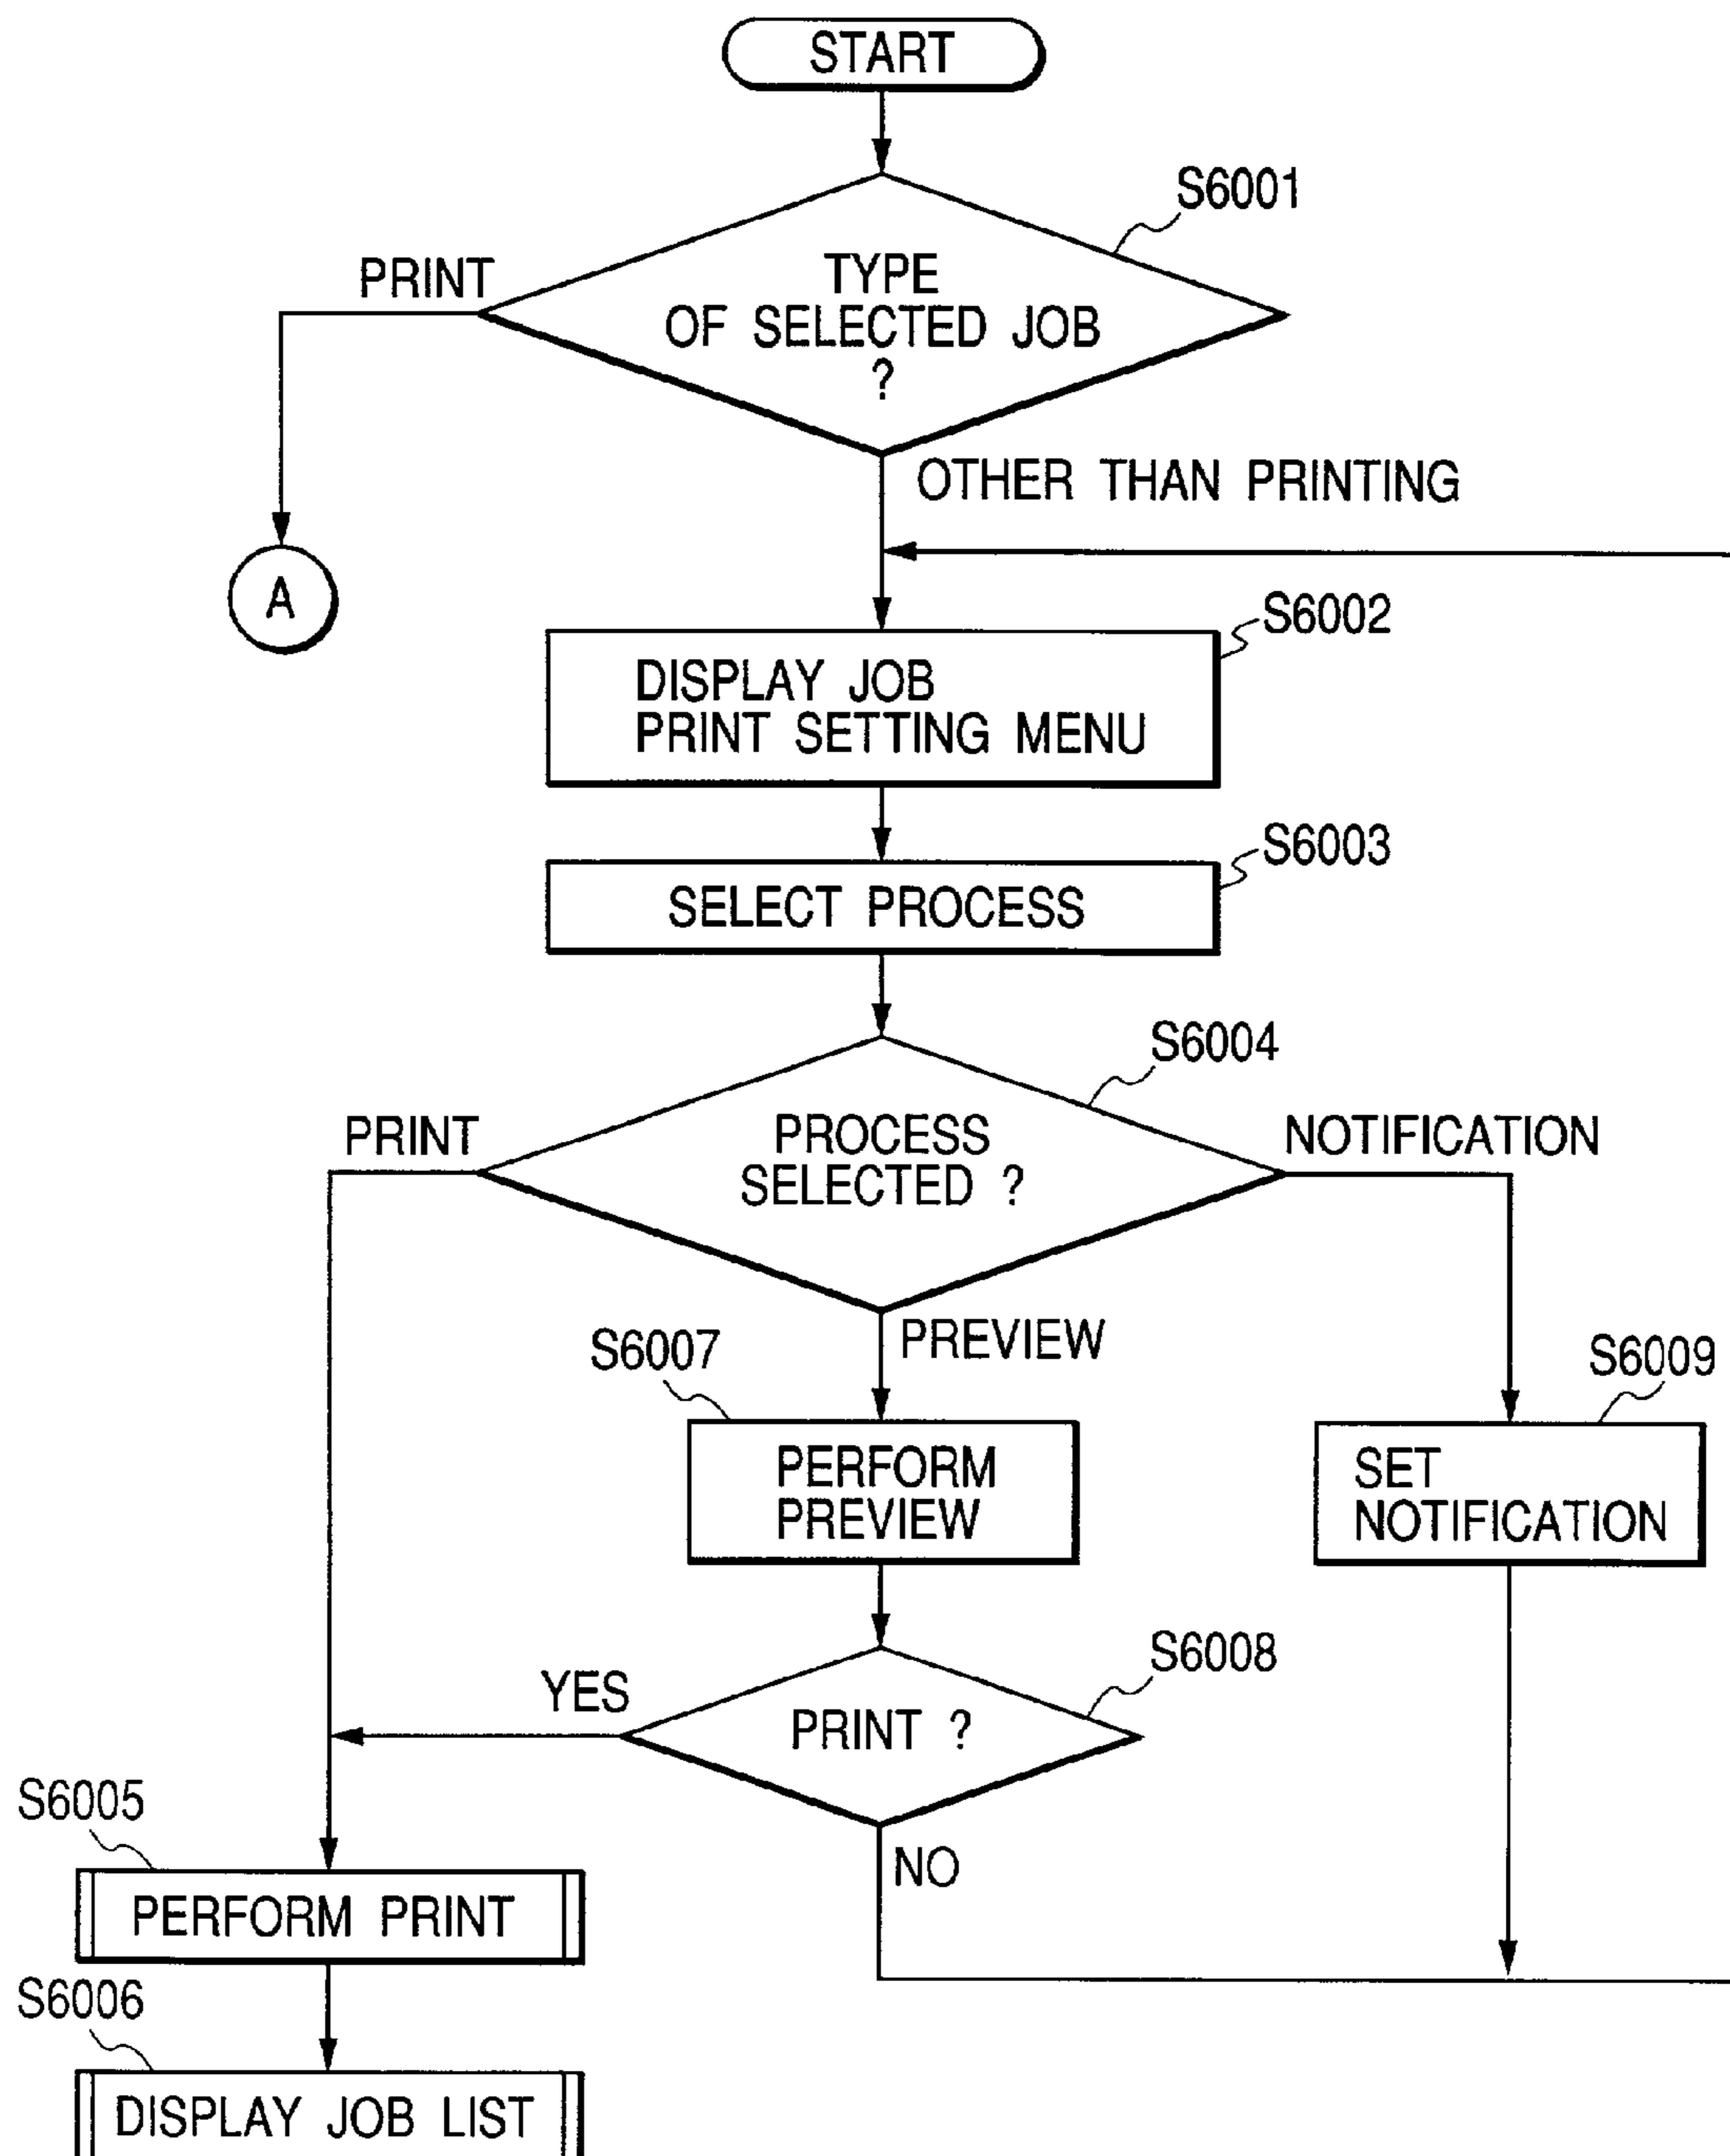 START
S6001
PRINT
TYPE
OF SELECTED JOB
?
OTHER THAN PRINTING
A
S6002
DISPLAY JOB
PRINT SETTING MENU
S6003
SELECT PROCESS
S6004
PRINT
PROCESS
SELECTED ?
NOTIFICATION
PREVIEW
S6007
S6009
PERFORM
PREVIEW
SET
NOTIFICATION
S6008
YES
PRINT ?
S6005
NO
PERFORM PRINT
S6006
DISPLAY JOB LIST